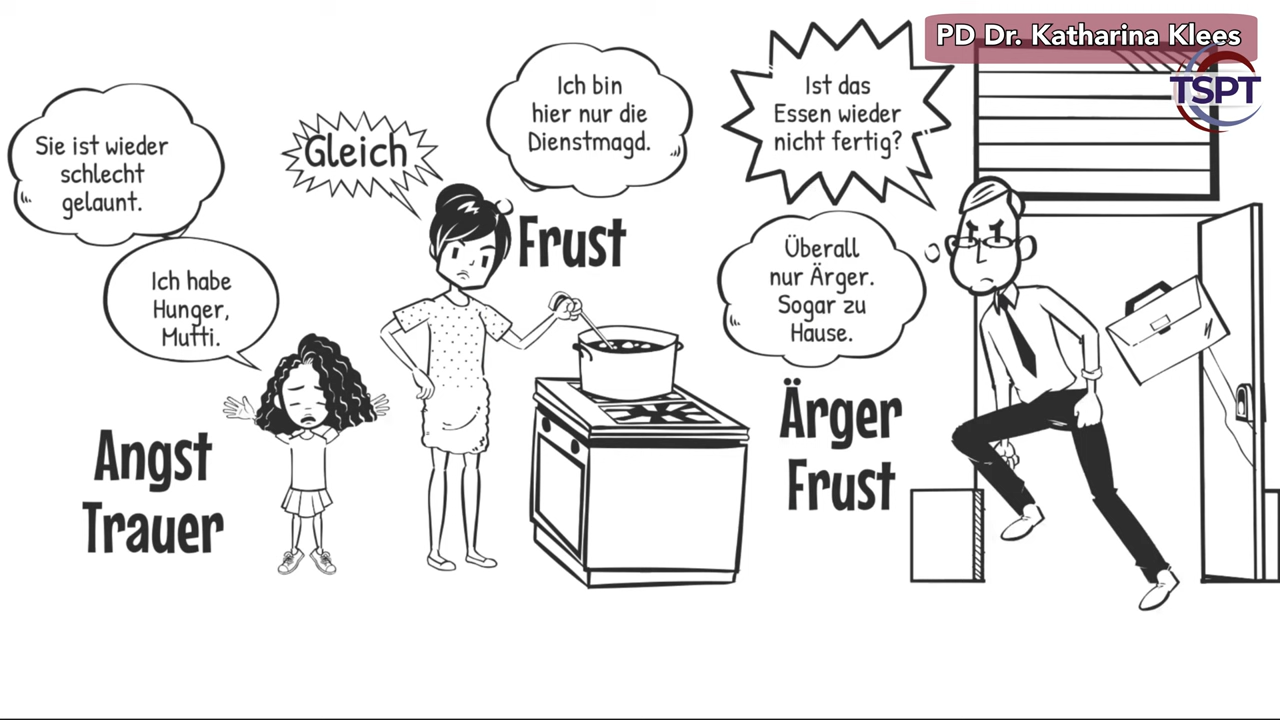 PD Dr. Katharina Klees
TSPT
Sie ist wieder
schlecht
gelaunt.
Ich habe
Hunger,
Mutti.
Angst
Trauer
Gleich
Ich bin
hier nur die
Dienstmagd.
Frust
Ist das
Essen wieder
nicht fertig?
Überall
nur Ärger.
Sogar zu
Hause.
Ärger
Frust